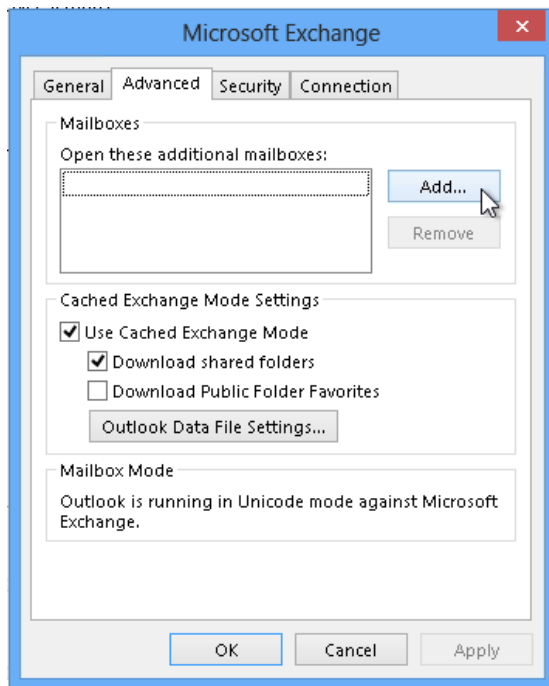 Microsoft Exchange
General Advanced Security Connection
Mailboxes
Open these additional mailboxes:
Add...
Remove
Cached Exchange Mode Settings
Use Cached Exchange Mode
Download shared folders
Download Public Folder Favorites
Outlook Data File Settings...
Mailbox Mode
Outlook is running in Unicode mode against Microsoft
Exchange.
OK Cancel Apply